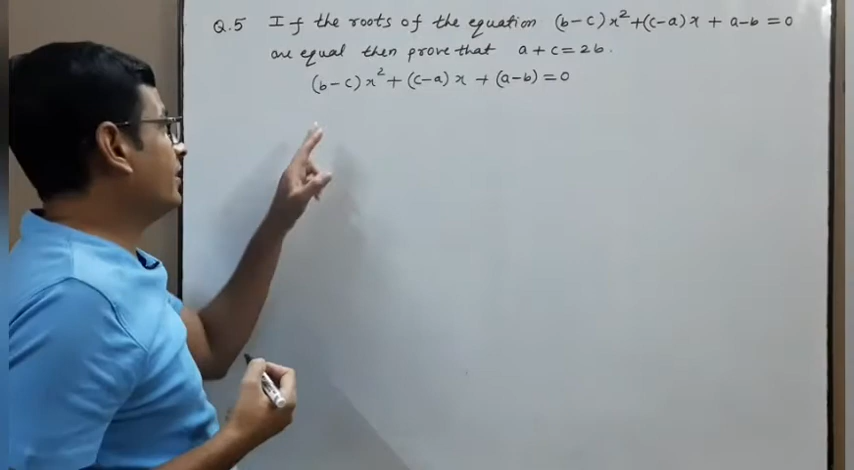 Q.5 If the roots of the equation (b-c)x²+(c-a)x + a-b = 0
are equal then prove that a + c = 2b.
(b-c)x² + (c-a)x + (a-b) = 0